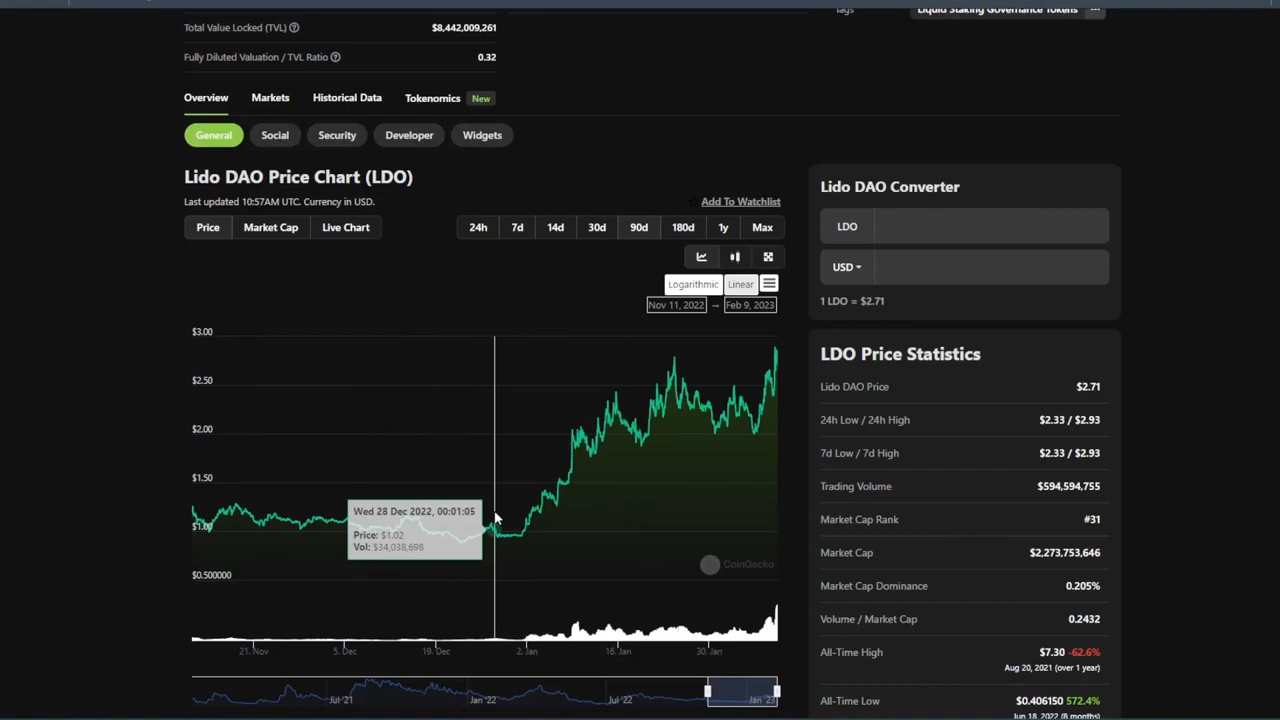 Tags
Liquid Staking Governance Tokens
Total Value Locked (TVL) $8,442,009,261
Fully Diluted Valuation / TVL Ratio 0.32
Overview Markets Historical Data Tokenomics New
General Social Security Developer Widgets
Lido DAO Price Chart (LDO)
Last updated 10:57AM UTC. Currency in USD.
Add To Watchlist
Price Market Cap Live Chart
24h 7d 14d 30d 90d 180d 1y Max
Logarithmic Linear
Nov 11, 2022 → Feb 9, 2023
$3.00
$2.50
$2.00
$1.50
$1.00
$0.500000
Wed 28 Dec 2022, 00:01:05
Price: $1.02
Vol: $34,038,698
CoinGecko
21. Nov 5. Dec 19. Dec 2. Jan 16. Jan 30. Jan
Jul '21 Jan '22 Jul '22 Jan '23
Lido DAO Converter
LDO
USD
1 LDO = $2.71
LDO Price Statistics
Lido DAO Price $2.71
24h Low / 24h High $2.33 / $2.93
7d Low / 7d High $2.33 / $2.93
Trading Volume $594,594,755
Market Cap Rank #31
Market Cap $2,273,753,646
Market Cap Dominance 0.205%
Volume / Market Cap 0.2432
All-Time High $7.30 -62.6%
Aug 20, 2021 (over 1 year)
All-Time Low $0.406150 572.4%
Jun 18, 2022 (8 months)